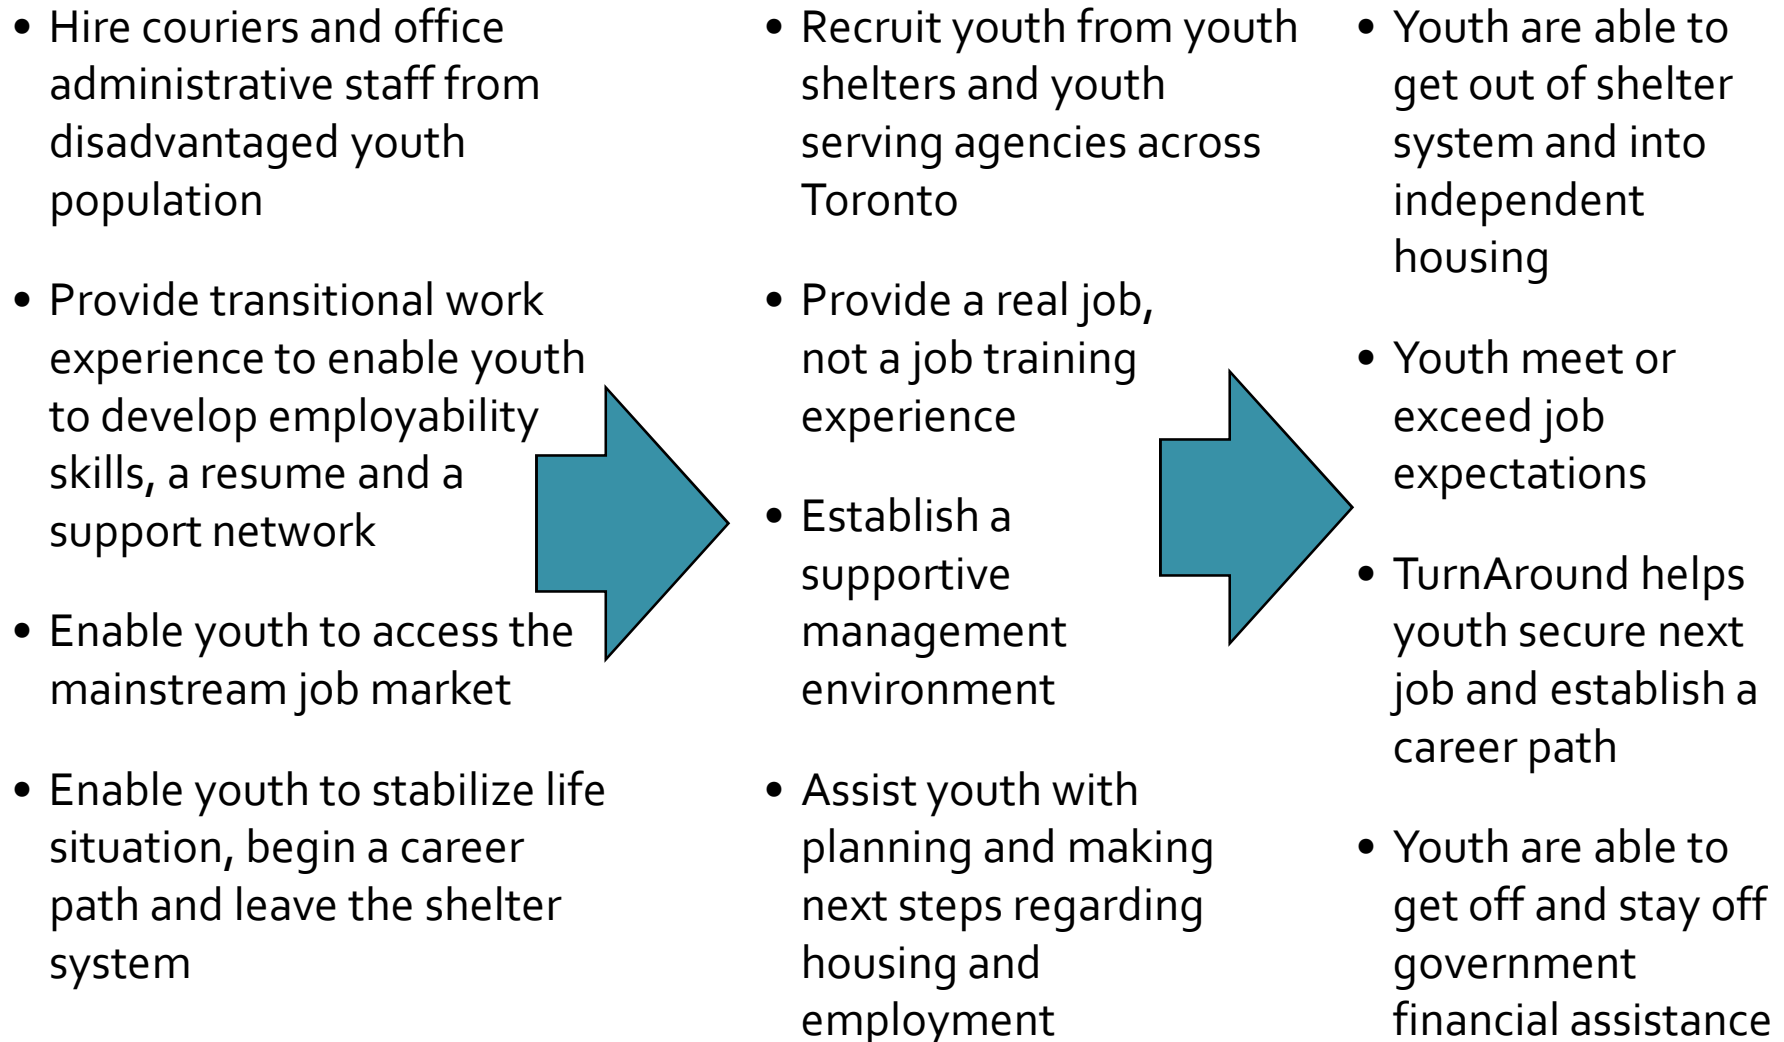 • Hire couriers and office
administrative staff from
disadvantaged youth
population
• Provide transitional work
experience to enable youth
to develop employability
skills, a resume and a
support network
• Enable youth to access the
mainstream job market
• Enable youth to stabilize life
situation, begin a career
path and leave the shelter
system
• Recruit youth from youth
shelters and youth
serving agencies across
Toronto
• Provide a real job,
not a job training
experience
• Establish a
supportive
management
environment
• Assist youth with
planning and making
next steps regarding
housing and
employment
• Youth are able to
get out of shelter
system and into
independent
housing
• Youth meet or
exceed job
expectations
• TurnAround helps
youth secure next
job and establish a
career path
• Youth are able to
get off and stay off
government
financial assistance